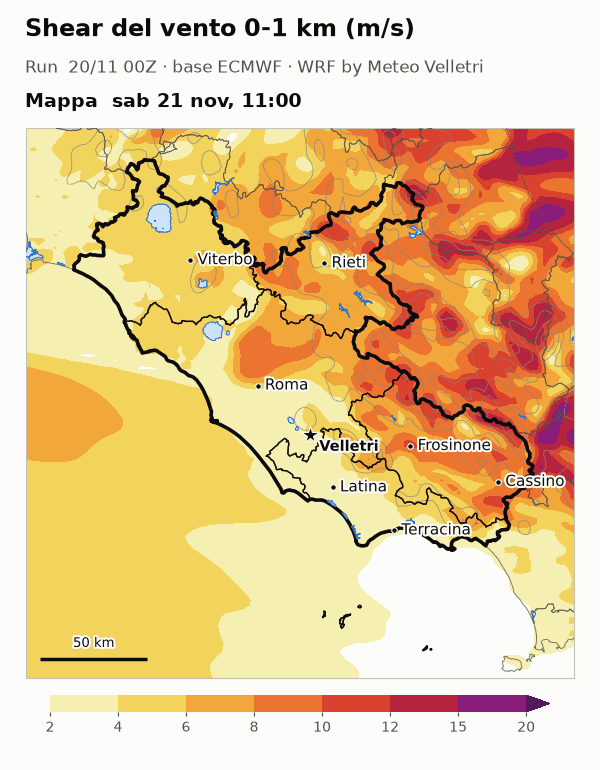 Shear del vento 0-1 km (m/s)
Run  20/11 00Z · base ECMWF · WRF by Meteo Velletri
Mappa  sab 21 nov, 11:00
Viterbo
Rieti
Roma
Velletri
Frosinone
Latina
Cassino
Terracina
50 km
2 4 6 8 10 12 15 20